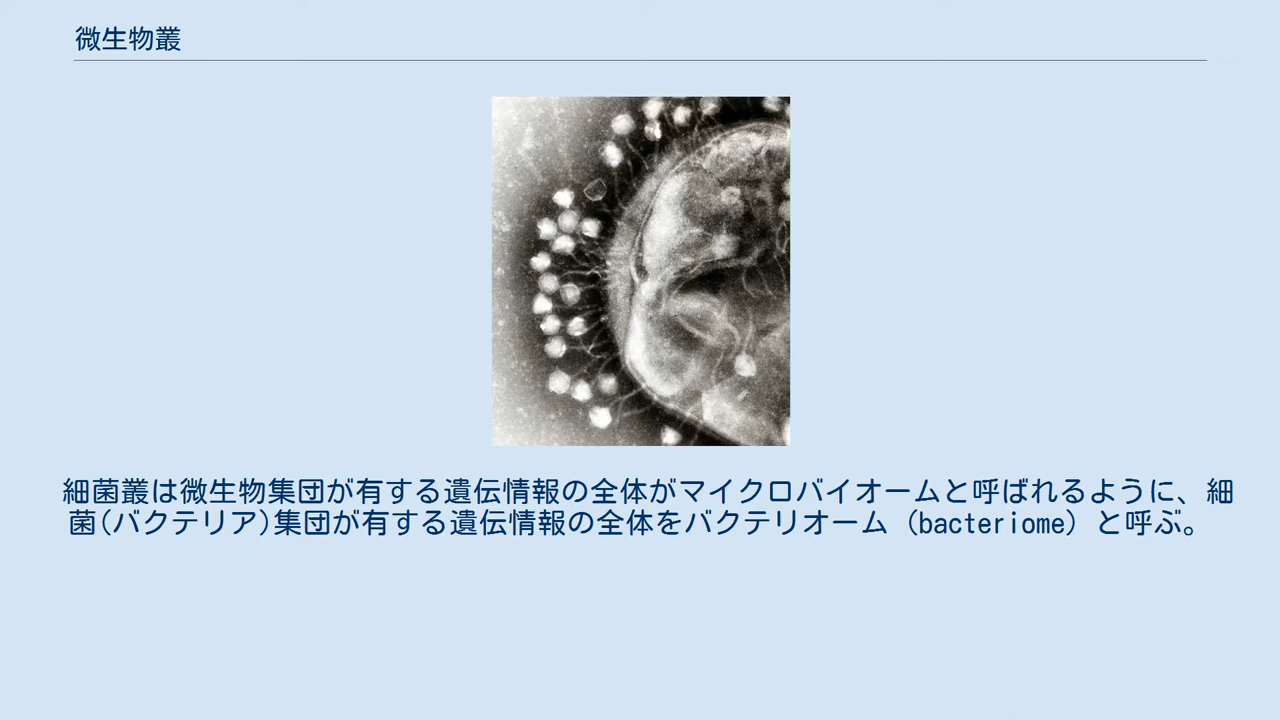 微生物叢
細菌叢は微生物集団が有する遺伝情報の全体がマイクロバイオームと呼ばれるように、細
菌(バクテリア)集団が有する遺伝情報の全体をバクテリオーム（bacteriome）と呼ぶ。